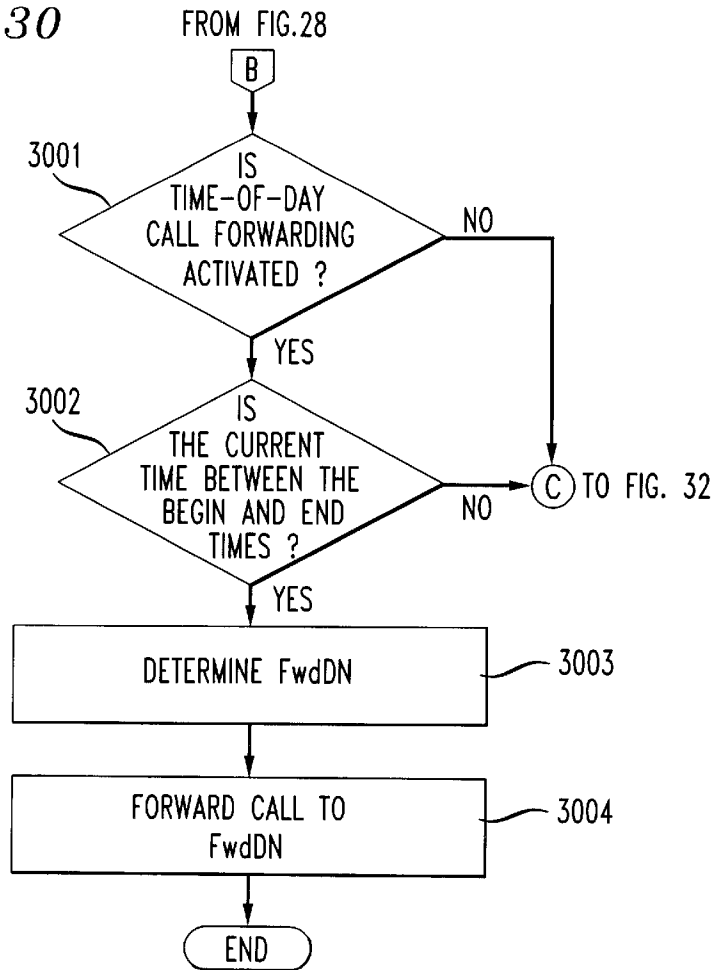 30
FROM FIG.28
B
3001
IS
TIME-OF-DAY
CALL FORWARDING
ACTIVATED ?
NO
YES
3002
IS
THE CURRENT
TIME BETWEEN THE
BEGIN AND END
TIMES ?
NO
C TO FIG. 32
YES
DETERMINE FwdDN
3003
FORWARD CALL TO
FwdDN
3004
END